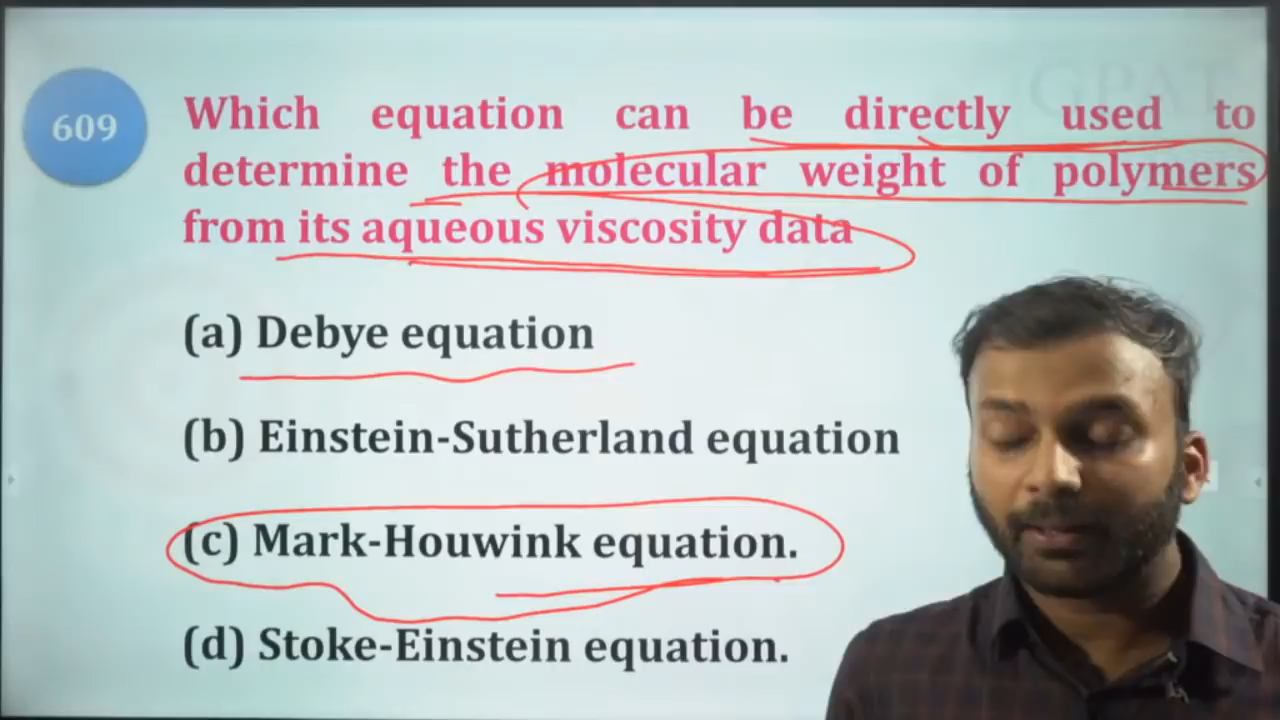 GPAT
609
Which equation can be directly used to
determine the molecular weight of polymers
from its aqueous viscosity data
(a) Debye equation
(b) Einstein-Sutherland equation
(c) Mark-Houwink equation.
(d) Stoke-Einstein equation.